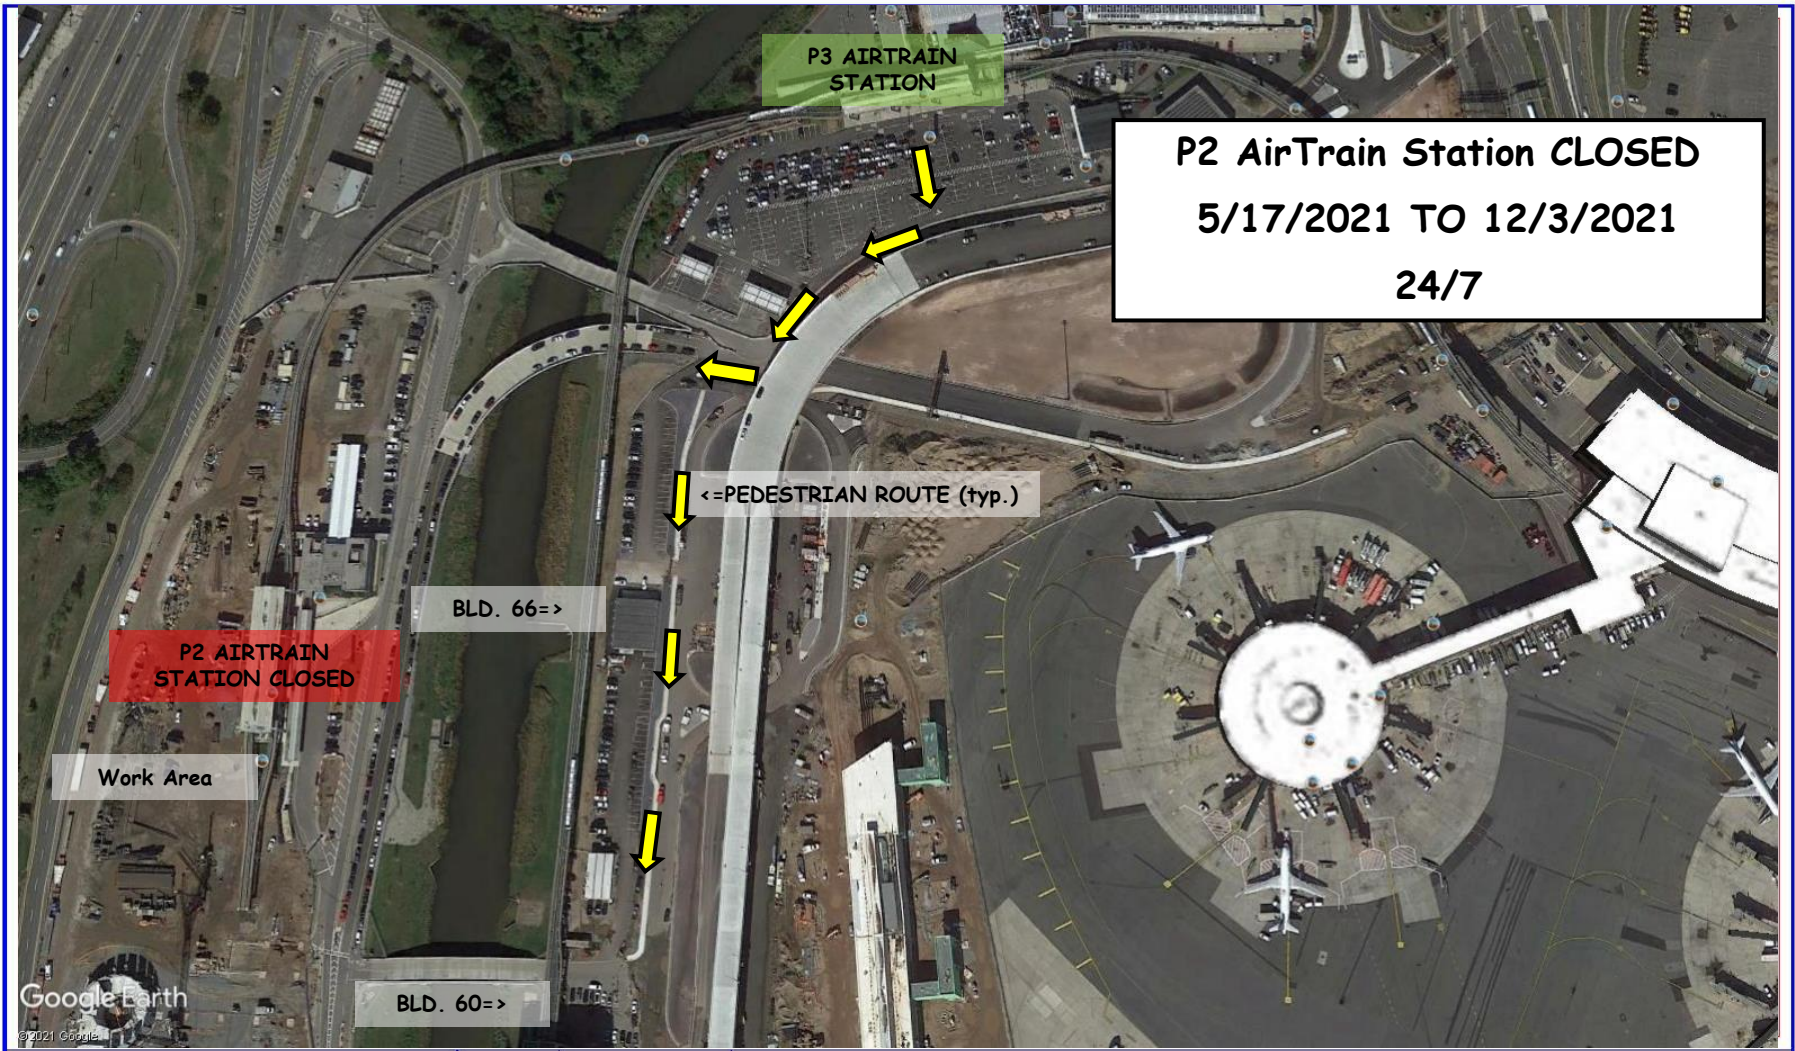 P3 AIRTRAIN
STATION
P2 AirTrain Station CLOSED
5/17/2021 TO 12/3/2021
24/7
<=PEDESTRIAN ROUTE (typ.)
BLD. 66=>
P2 AIRTRAIN
STATION CLOSED
Work Area
BLD. 60=>
Google Earth
©2021 Google